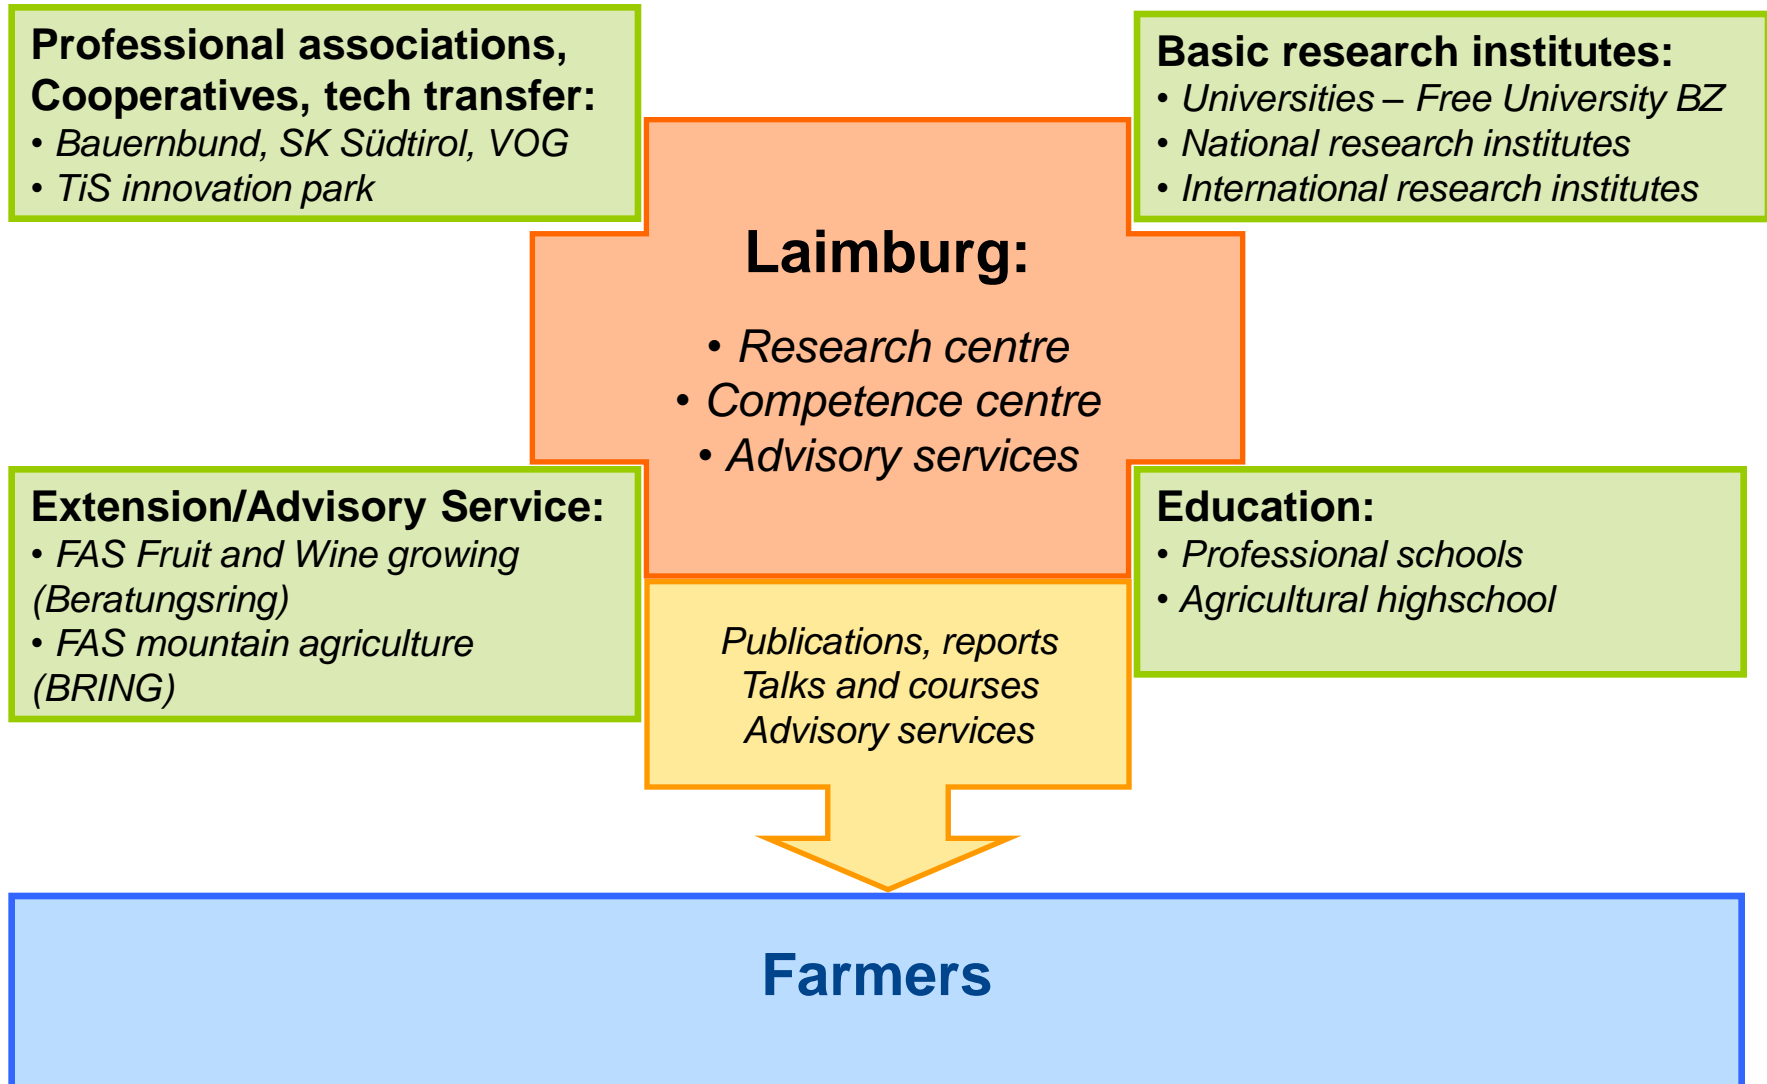 Professional associations,
Cooperatives, tech transfer:
• Bauernbund, SK Südtirol, VOG
• TiS innovation park
Basic research institutes:
• Universities – Free University BZ
• National research institutes
• International research institutes
Laimburg:
• Research centre
• Competence centre
• Advisory services
Extension/Advisory Service:
• FAS Fruit and Wine growing
(Beratungsring)
• FAS mountain agriculture
(BRING)
Education:
• Professional schools
• Agricultural highschool
Publications, reports
Talks and courses
Advisory services
Farmers